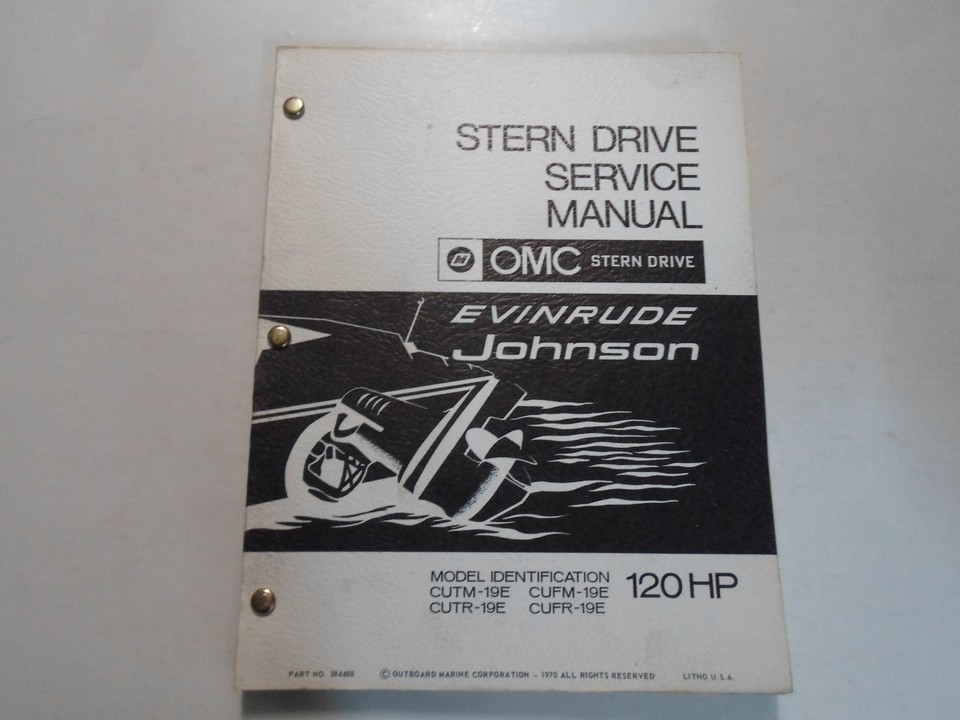 STERN DRIVE
SERVICE
MANUAL
M OMC STERN DRIVE
EVINRUDE
Johnson
MODEL IDENTIFICATION 120 HP
CUTM-19E CUFM-19E
CUTR-19E CUFR-19E
PART NO. © OUTBOARD MARINE CORPORATION – 1970 ALL RIGHTS RESERVED LITHO U.S.A.